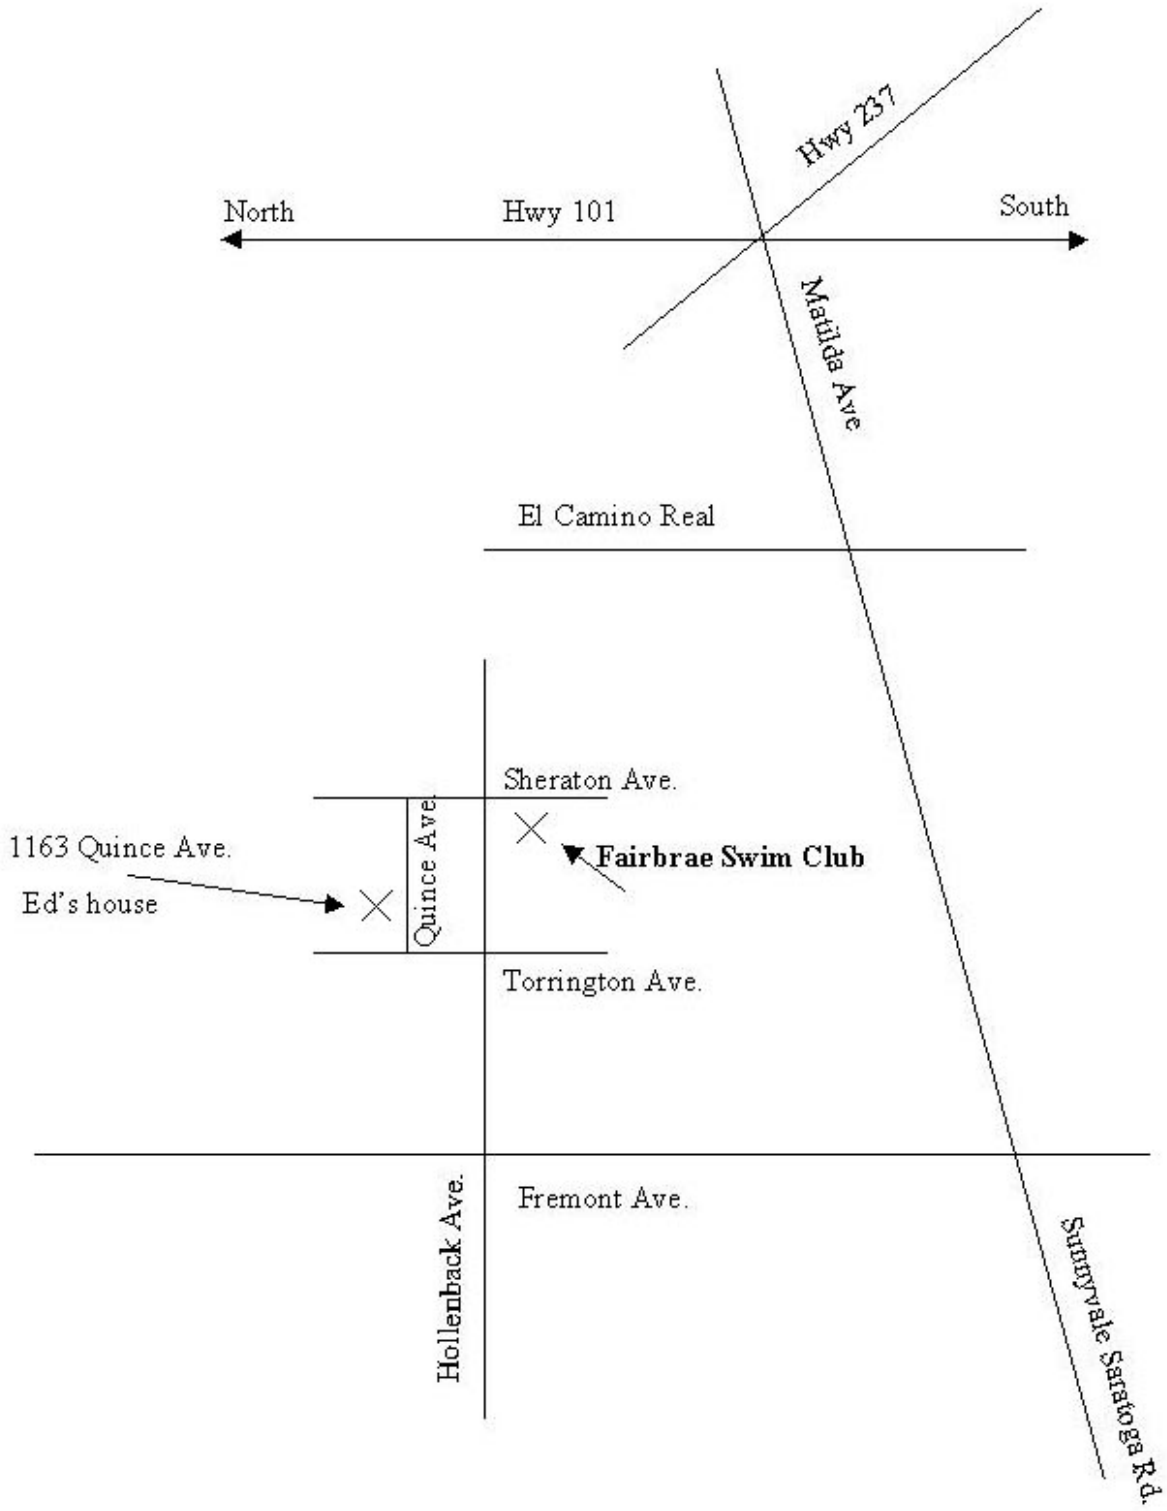 Hwy 237
North
Hwy 101
South
Matilda Ave
El Camino Real
Sheraton Ave.
Quince Ave.
1163 Quince Ave.
Ed's house
Fairbrae Swim Club
Torrington Ave.
Fremont Ave.
Hollenback Ave.
Sunnyvale Saratoga Rd.